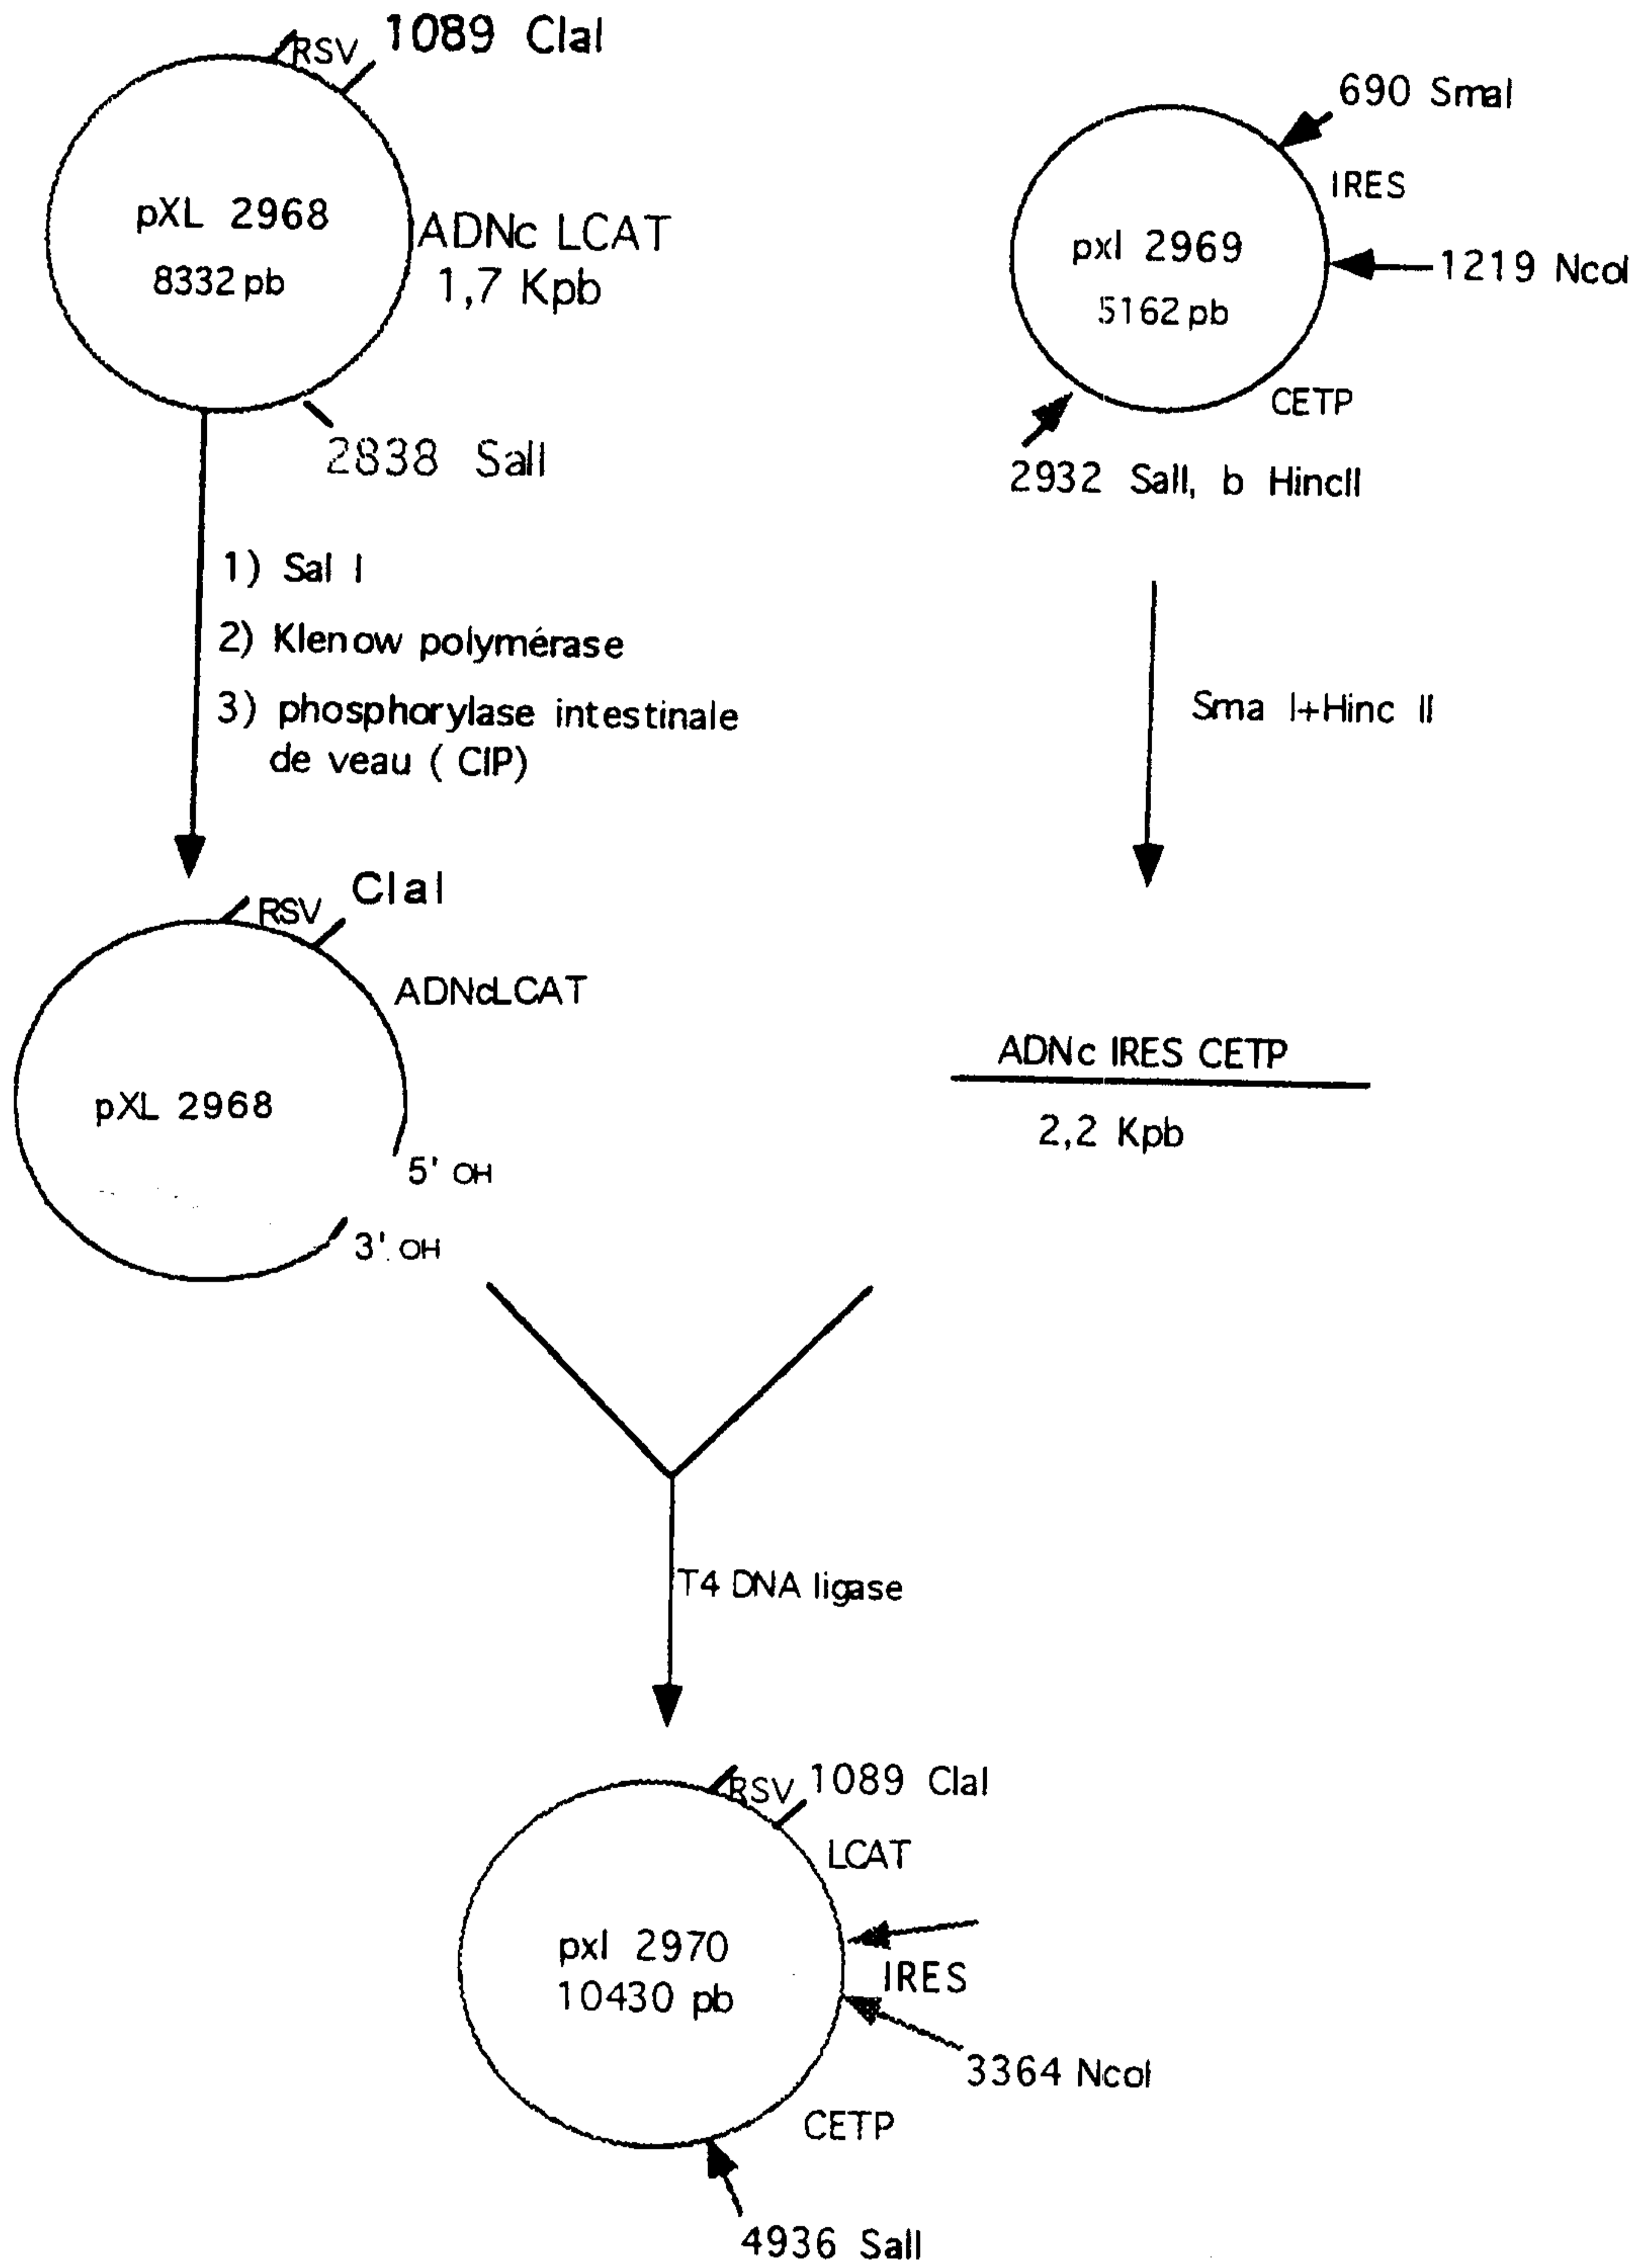 RSV
1089 ClaI
pXL 2968
8332 pb
ADNc LCAT
1,7 Kpb
2838 SalI
690 SmaI
IRES
pxl 2969
5162 pb
1219 NcoI
CETP
2932 SalI, b HincII
1) Sal I
2) Klenow polymérase
3) phosphorylase intestinale
de veau ( CIP)
Sma I+Hinc II
RSV
ClaI
ADNcLCAT
pXL 2968
5' OH
3'. OH
ADNc IRES CETP
2,2 Kpb
T4 DNA ligase
RSV
1089 ClaI
LCAT
pxl 2970
10430 pb
IRES
3364 NcoI
CETP
4936 SalI